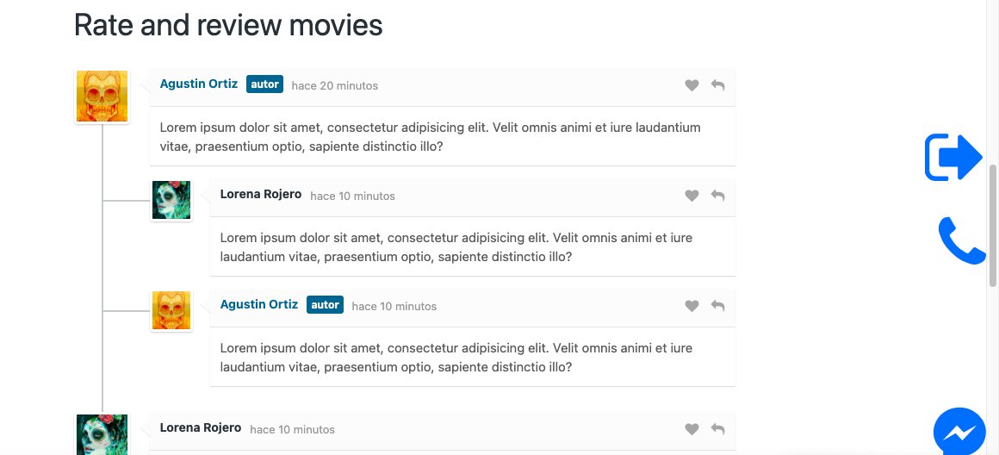 Rate and review movies
Agustin Ortiz autor hace 20 minutos
Lorem ipsum dolor sit amet, consectetur adipisicing elit. Velit omnis animi et iure laudantium
vitae, praesentium optio, sapiente distinctio illo?
Lorena Rojero hace 10 minutos
Lorem ipsum dolor sit amet, consectetur adipisicing elit. Velit omnis animi et iure
laudantium vitae, praesentium optio, sapiente distinctio illo?
Agustin Ortiz autor hace 10 minutos
Lorem ipsum dolor sit amet, consectetur adipisicing elit. Velit omnis animi et iure
laudantium vitae, praesentium optio, sapiente distinctio illo?
Lorena Rojero hace 10 minutos